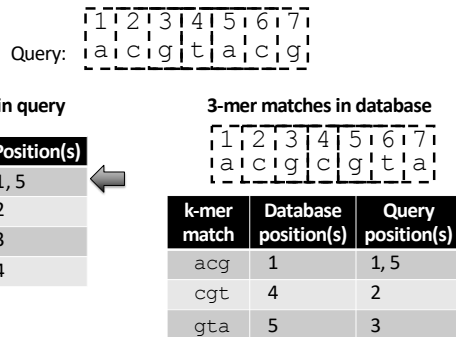 1 2 3 4 5 6 7
Query: a c g t a c g
in query
Position(s)
1, 5
2
3
4
3-mer matches in database
1 2 3 4 5 6 7
a c g c g t a
k-mer match Database position(s) Query position(s)
acg 1 1, 5
cgt 4 2
gta 5 3